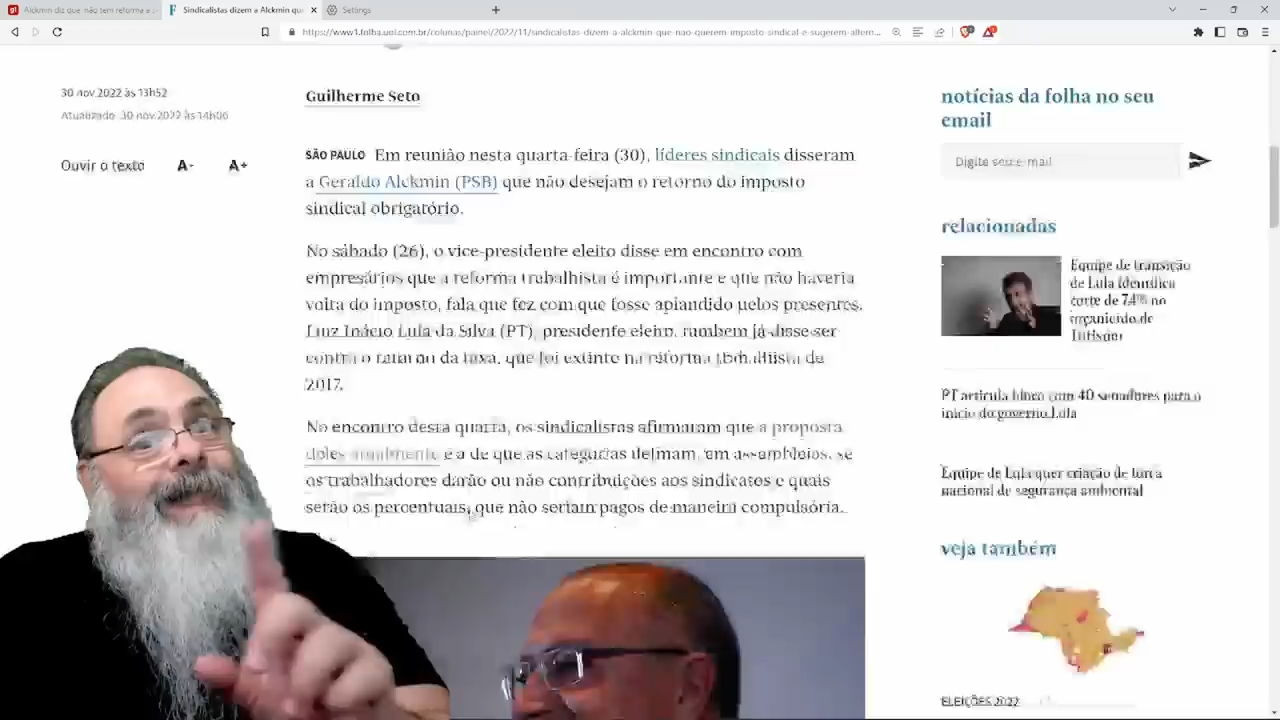 Alckmin diz que não tem reforma a s
Sindicalistas dizem a Alckmin que
Settings
https://www1.folha.uol.com.br/colunas/painel/2022/11/sindicalistas-dizem-a-alckmin-que-nao-querem-imposto-sindical-e-sugerem-altern...
30.nov.2022 às 13h52
Atualizado: 30.nov.2022 às 14h06
Ouvir o texto A- A+
Guilherme Seto
SÃO PAULO Em reunião nesta quarta-feira (30), líderes sindicais disseram
a Geraldo Alckmin (PSB) que não desejam o retorno do imposto
sindical obrigatório.
No sábado (26), o vice-presidente eleito disse em encontro com
empresários que a reforma trabalhista é importante e que não haveria
volta do imposto, fala que fez com que fosse aplaudido pelos presentes.
Luiz Inácio Lula da Silva (PT), presidente eleito, também já disse ser
contra o retorno da taxa, que foi extinto na reforma trabalhista de
2017.
No encontro desta quarta, os sindicalistas afirmaram que a proposta
deles atualmente é a de que as categorias definam, em assembleias, se
os trabalhadores darão ou não contribuições aos sindicatos e quais
serão os percentuais, que não seriam pagos de maneira compulsória.
notícias da folha no seu
email
Digite seu e-mail
relacionadas
Equipe de transição
de Lula identifica
corte de 74% no
orçamento de
Turismo
PT articula bloco com 40 senadores para o
início do governo Lula
Equipe de Lula quer criação de força
nacional de segurança ambiental
veja também
ELEIÇÕES 2022